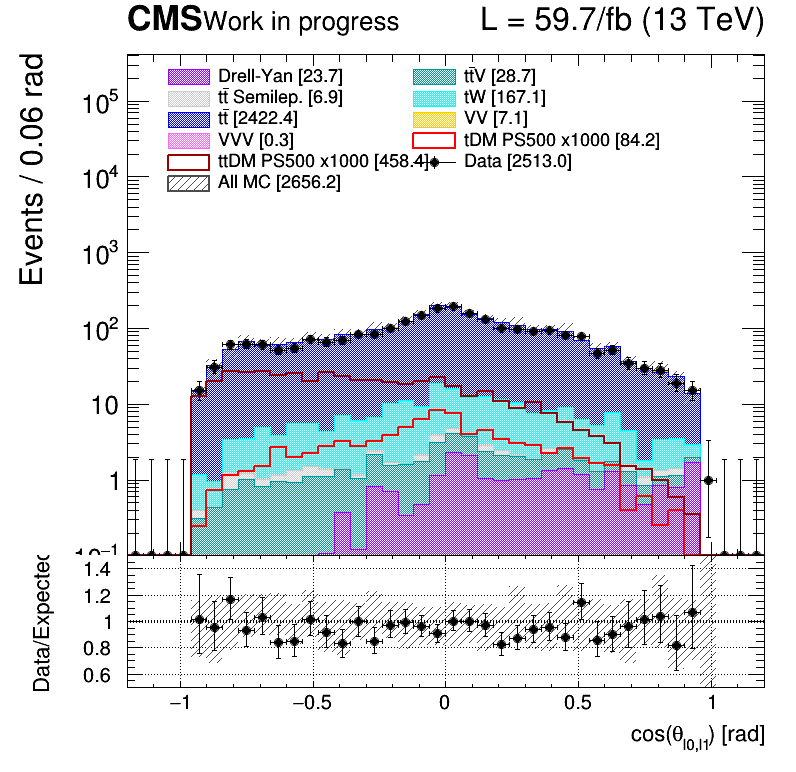 CMS Work in progress L = 59.7/fb (13 TeV)
Events / 0.06 rad
Drell-Yan [23.7] tt̄V [28.7]
tt̄ Semilep. [6.9] tW [167.1]
tt̄ [2422.4] VV [7.1]
VVV [0.3] tDM PS500 x1000 [84.2]
ttDM PS500 x1000 [458.4] Data [2513.0]
All MC [2656.2]
10⁵
10⁴
10³
10²
10
1
10⁻¹
Data/Expected
1.4
1.2
1
0.8
0.6
−1 −0.5 0 0.5 1
cos(θ_l0,l1) [rad]